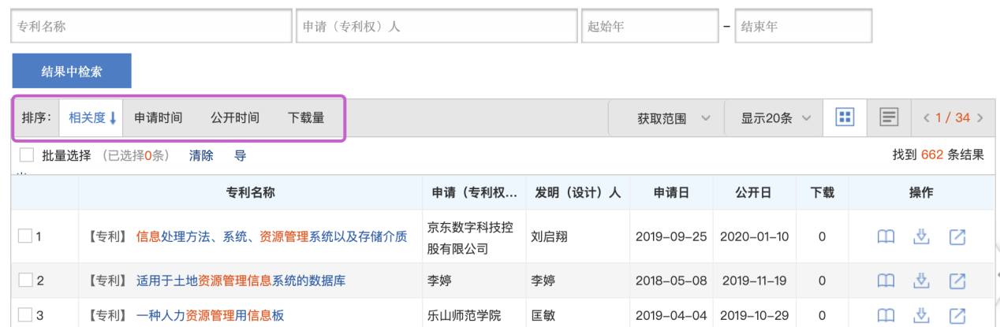 专利名称 申请（专利权）人 起始年 – 结束年
结果中检索
排序: 相关度 申请时间 公开时间 下载量 获取范围 显示20条 < 1 / 34 >
批量选择 （已选择0条） 清除 导 找到 662 条结果
专利名称 申请（专利权... 发明（设计）人 申请日 公开日 下载 操作
1 【专利】 信息处理方法、系统、资源管理系统以及存储介质 京东数字科技控 刘启翔 2019-09-25 2020-01-10 0
股有限公司
2 【专利】 适用于土地资源管理信息系统的数据库 李婷 李婷 2018-05-08 2019-11-19 0
3 【专利】 一种人力资源管理用信息板 乐山师范学院 匡敏 2019-04-04 2019-10-29 0